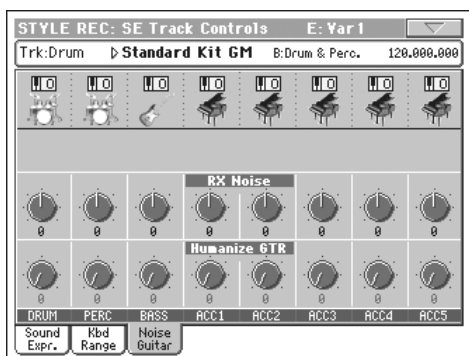 STYLE REC: SE Track Controls E: Var1
Trk:Drum ▷Standard Kit GM B:Drum & Perc. 120.000.000
RX Noise
0 0 0 0 0 0 0 0
Humanize GTR
0 0 0 0 0 0 0 0
DRUM PERC BASS ACC1 ACC2 ACC3 ACC4 ACC5
Sound Expr. Kbd Range Noise Guitar